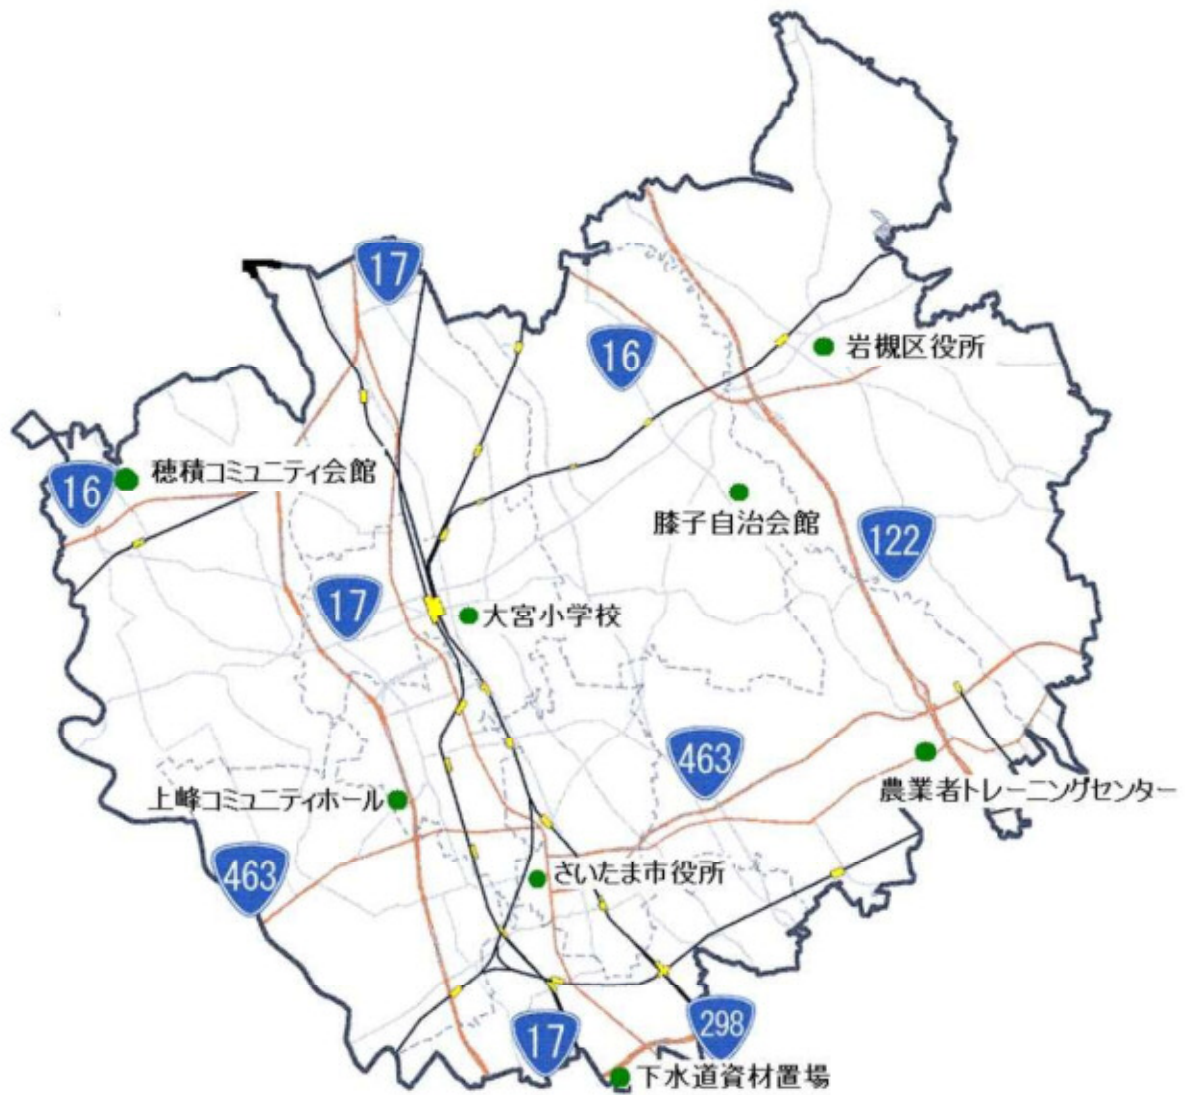 17
16
岩槻区役所
穂積コミュニティ会館
16
膝子自治会館
122
17
大宮小学校
463
農業者トレーニングセンター
上峰コミュニティホール
463
さいたま市役所
298
17
下水道資材置場